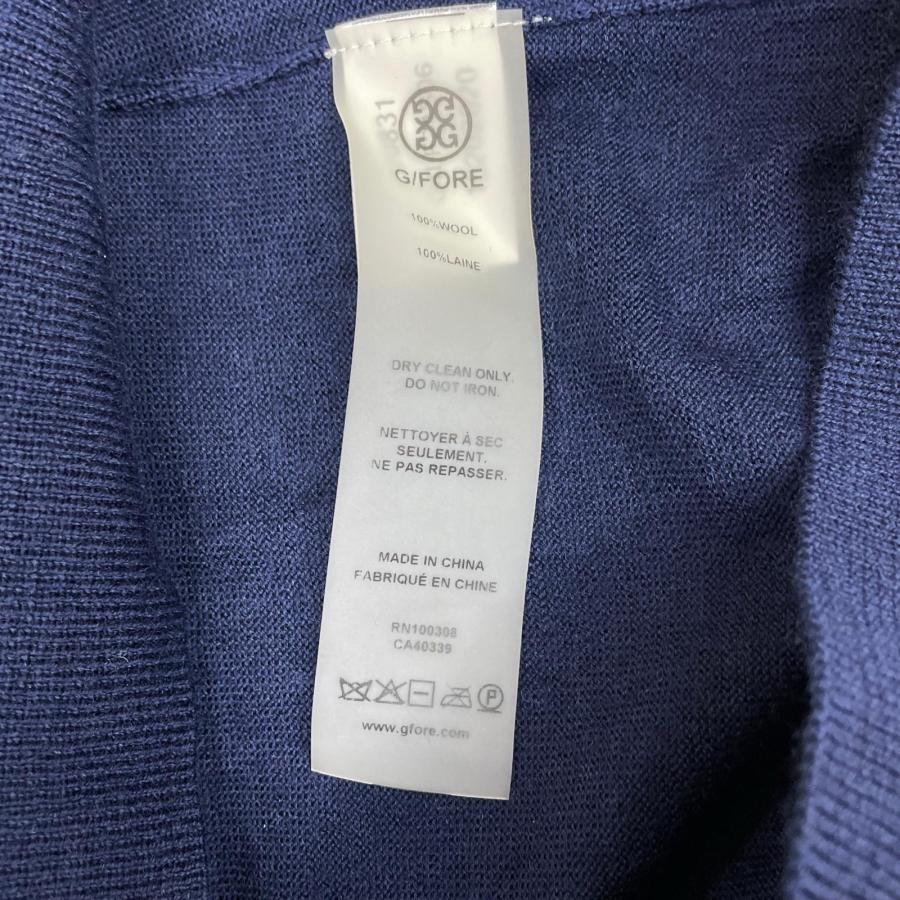 G/FORE
100%WOOL
100%LAINE
DRY CLEAN ONLY.
DO NOT IRON.
NETTOYER À SEC
SEULEMENT.
NE PAS REPASSER.
MADE IN CHINA
FABRIQUÉ EN CHINE
RN100308
CA40339
P
www.gfore.com